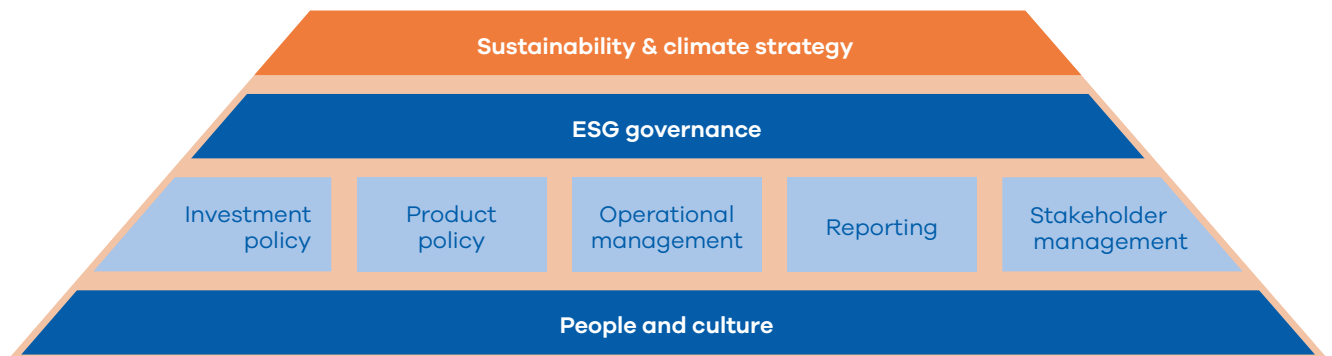 Sustainability & climate strategy
ESG governance
Investment
policy
Product
policy
Operational
management
Reporting
Stakeholder
management
People and culture